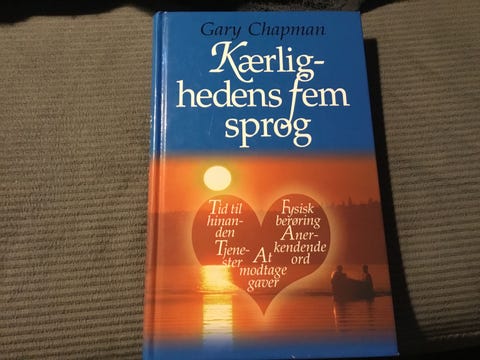 Gary Chapman
Kærlig-
hedens fem
sprog
Tid til
hinan-
den
Tjene-
ster
Fysisk
berøring
Aner-
kendende
ord
At
modtage
gaver